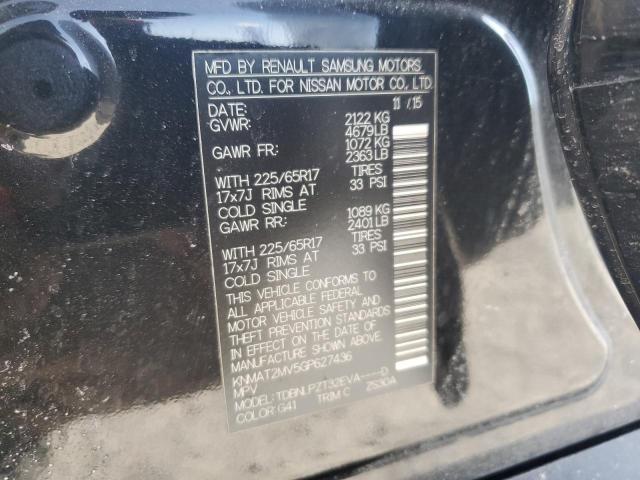 MFD BY RENAULT SAMSUNG MOTORS
CO., LTD. FOR NISSAN MOTOR CO., LTD.
DATE: 11 / 15
GVWR: 2122 KG
4679 LB
GAWR FR: 1072 KG
2363 LB
WITH 225/65R17 TIRES
17x7J RIMS AT 33 PSI
COLD SINGLE
GAWR RR: 1089 KG
2401 LB
WITH 225/65R17 TIRES
17x7J RIMS AT 33 PSI
COLD SINGLE
THIS VEHICLE CONFORMS TO
ALL APPLICABLE FEDERAL
MOTOR VEHICLE SAFETY AND
THEFT PREVENTION STANDARDS
IN EFFECT ON THE DATE OF
MANUFACTURE SHOWN ABOVE.
KNMAT2MV5GP627436
MPV
MODEL: TDBNLPZT32EVA----D
COLOR: G41 TRIM C ZS30A